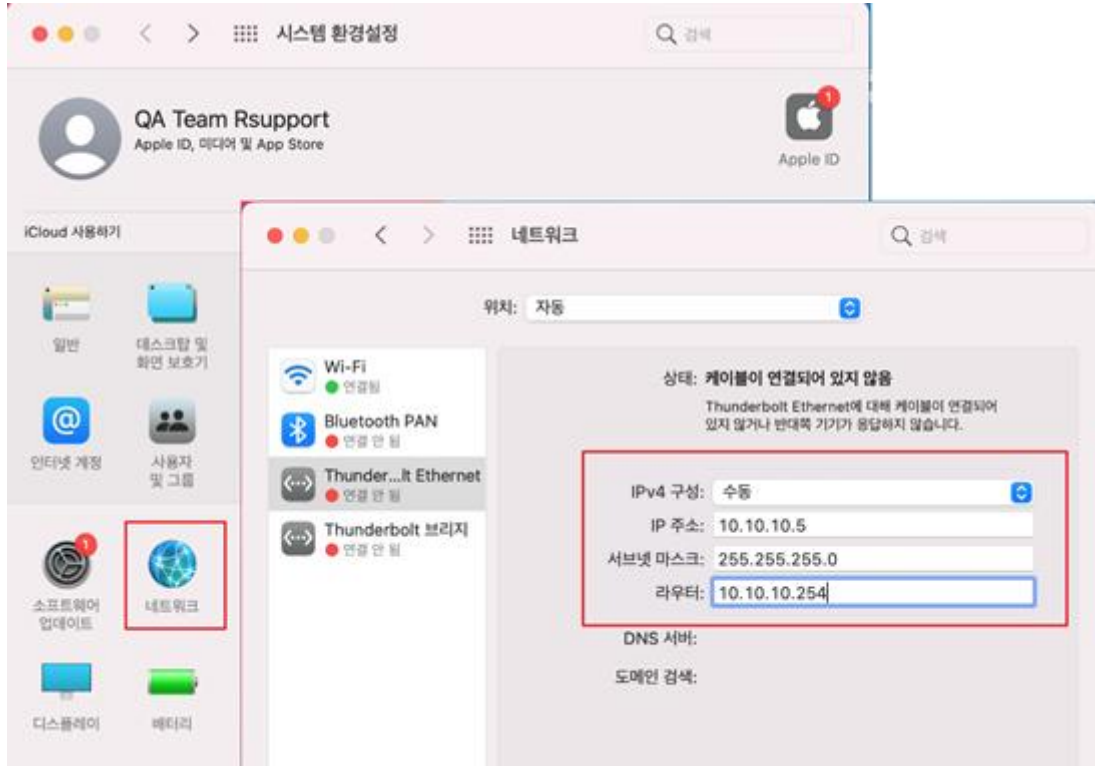 시스템 환경설정
검색
QA Team Rsupport
Apple ID, 미디어 및 App Store
1
Apple ID
iCloud 사용하기
일반
데스크탑 및
화면 보호기
인터넷 계정
사용자
및 그룹
1
소프트웨어
업데이트
네트워크
디스플레이
배터리
네트워크
검색
위치: 자동
Wi-Fi
연결됨
Bluetooth PAN
연결 안 됨
Thunder...lt Ethernet
연결 안 됨
Thunderbolt 브리지
연결 안 됨
상태: 케이블이 연결되어 있지 않음
Thunderbolt Ethernet에 대해 케이블이 연결되어
있지 않거나 반대쪽 기기가 응답하지 않습니다.
IPv4 구성: 수동
IP 주소: 10.10.10.5
서브넷 마스크: 255.255.255.0
라우터: 10.10.10.254
DNS 서버:
도메인 검색: